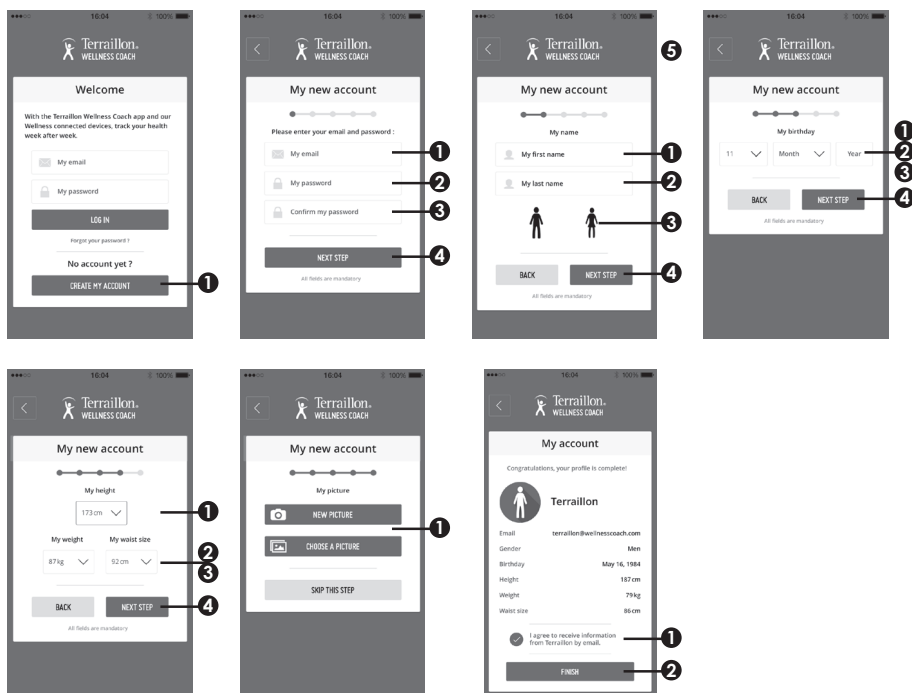 16:04 100%
Terraillon
WELLNESS COACH
Welcome
With the Terraillon Wellness Coach app and our
Wellness connected devices, track your health
week after week.
My email
My password
LOG IN
Forgot your password ?
No account yet ?
CREATE MY ACCOUNT
1
16:04 100%
Terraillon
WELLNESS COACH
My new account
Please enter your email and password :
My email
1
My password
2
Confirm my password
3
NEXT STEP
4
All fields are mandatory
16:04 100%
Terraillon
WELLNESS COACH
5
My new account
My name
My first name
1
My last name
2
3
BACK NEXT STEP
4
All fields are mandatory
16:04 100%
Terraillon
WELLNESS COACH
My new account
My birthday
1
11 Month Year
2
3
BACK NEXT STEP
4
All fields are mandatory
16:04 100%
Terraillon
WELLNESS COACH
My new account
My height
173 cm
1
My weight My waist size
87 kg 92 cm
2
3
BACK NEXT STEP
4
All fields are mandatory
16:04 100%
Terraillon
WELLNESS COACH
My new account
My picture
NEW PICTURE
1
CHOOSE A PICTURE
SKIP THIS STEP
16:04 100%
Terraillon
WELLNESS COACH
My account
Congratulations, your profile is complete!
Terraillon
Email terraillon@wellnesscoach.com
Gender Men
Birthday May 16, 1984
Height 187 cm
Weight 79 kg
Waist size 86 cm
I agree to receive information
from Terraillon by email.
1
FINISH
2